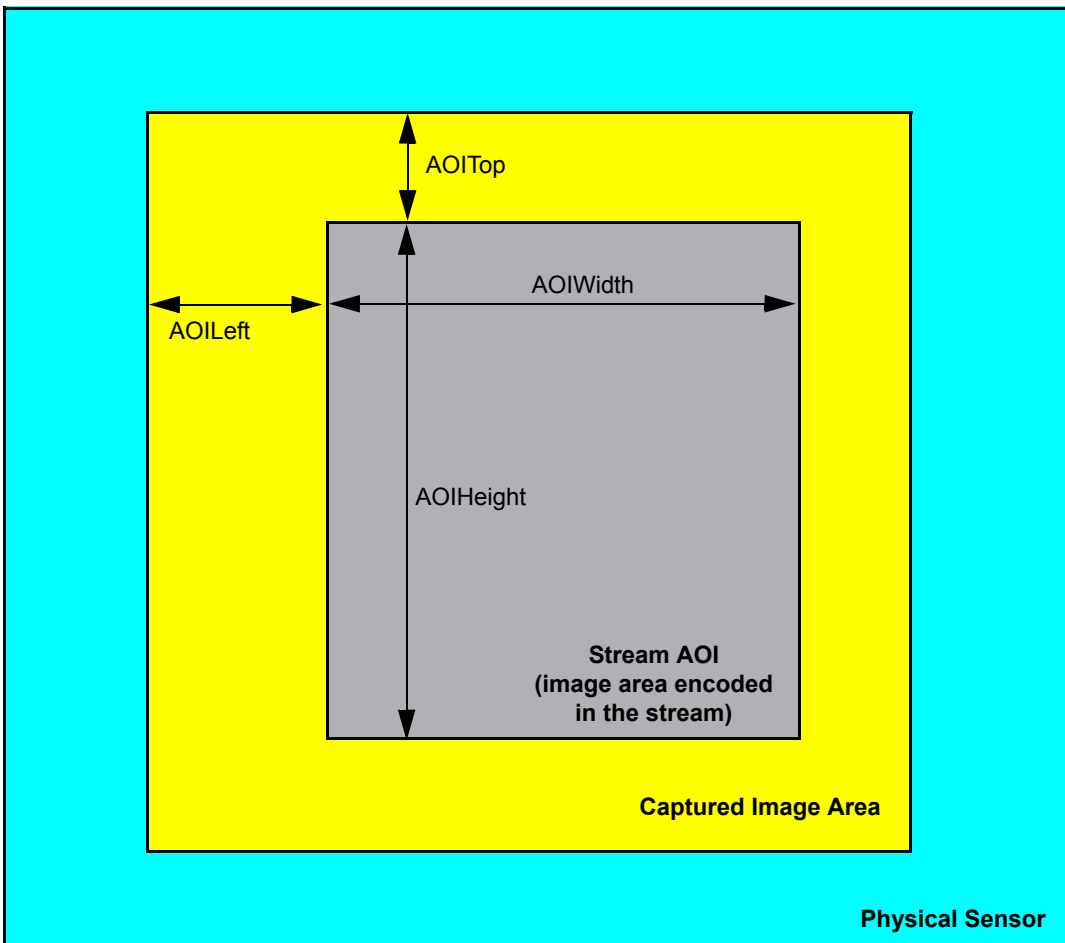 AOITop
AOIWidth
AOILeft
AOIHeight
Stream AOI
(image area encoded
in the stream)
Captured Image Area
Physical Sensor